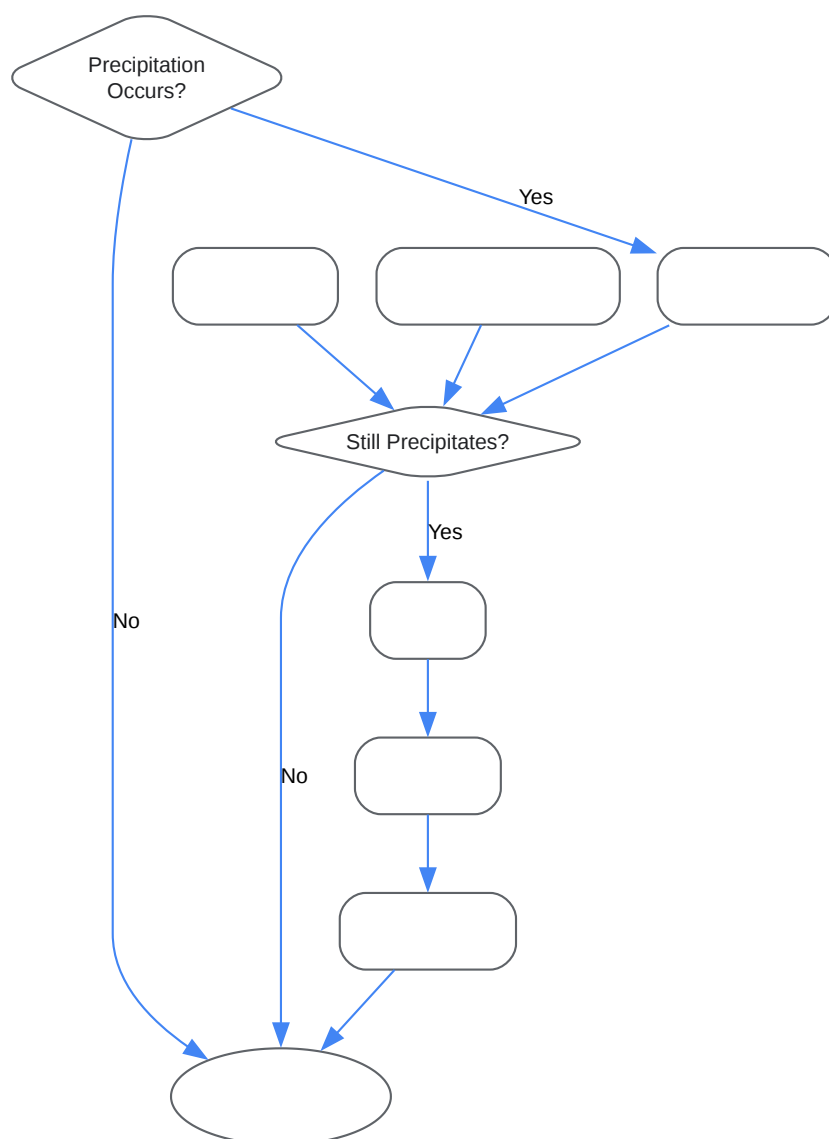 Precipitation
Occurs?
Yes
Still Precipitates?
Yes
No
No